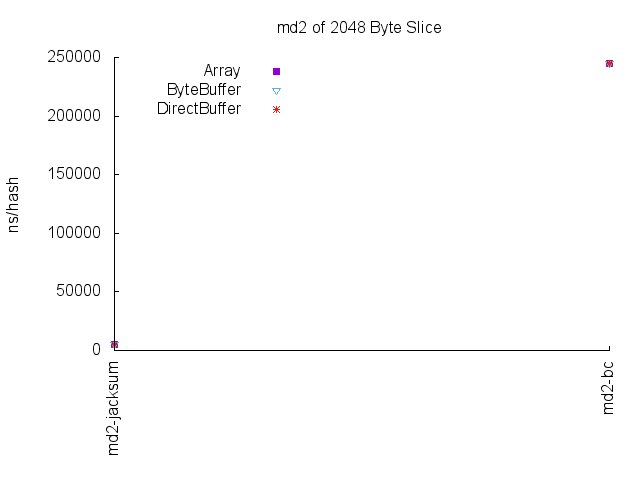 md2 of 2048 Byte Slice
250000
200000
150000
100000
50000
0
ns/hash
Array
ByteBuffer
DirectBuffer
md2-jacksum
md2-bc